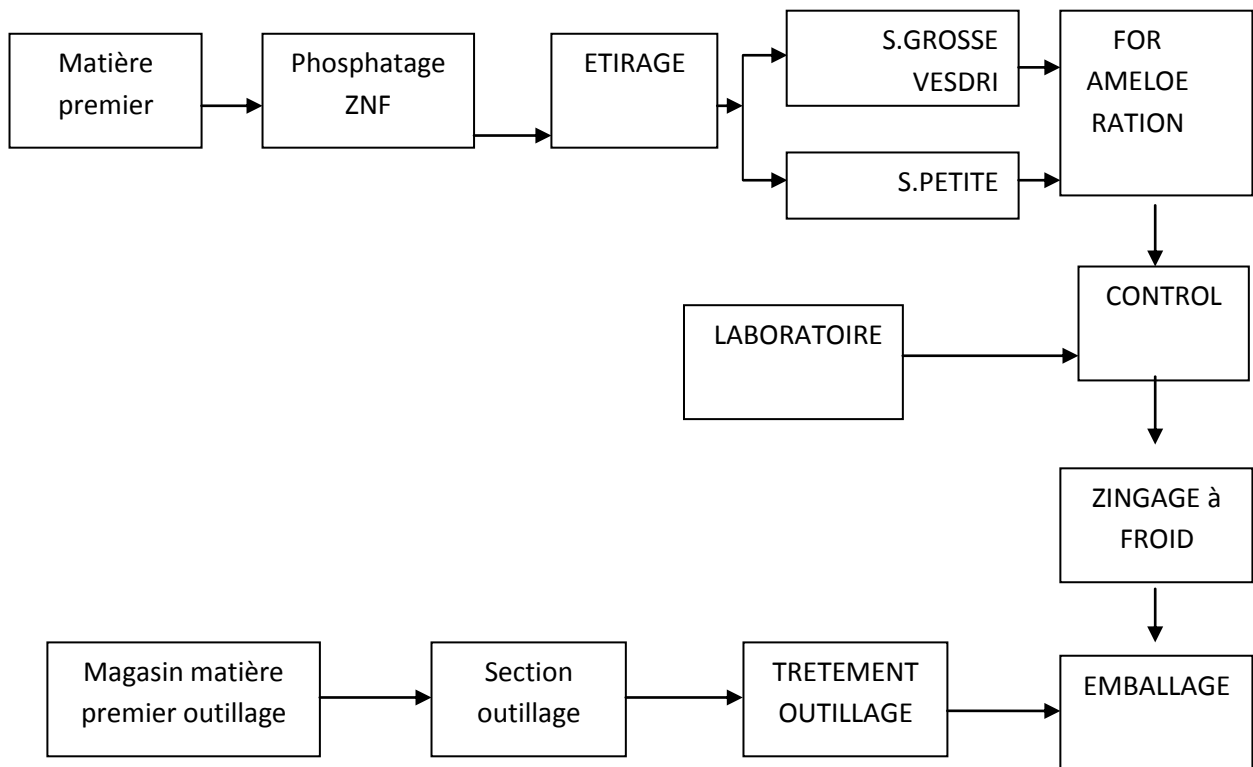 Matière
premier
Phosphatage
ZNF
ETIRAGE
S.GROSSE
VESDRI
S.PETITE
FOR
AMELOE
RATION
CONTROL
LABORATOIRE
ZINGAGE à
FROID
Magasin matière
premier outillage
Section
outillage
TRETEMENT
OUTILLAGE
EMBALLAGE